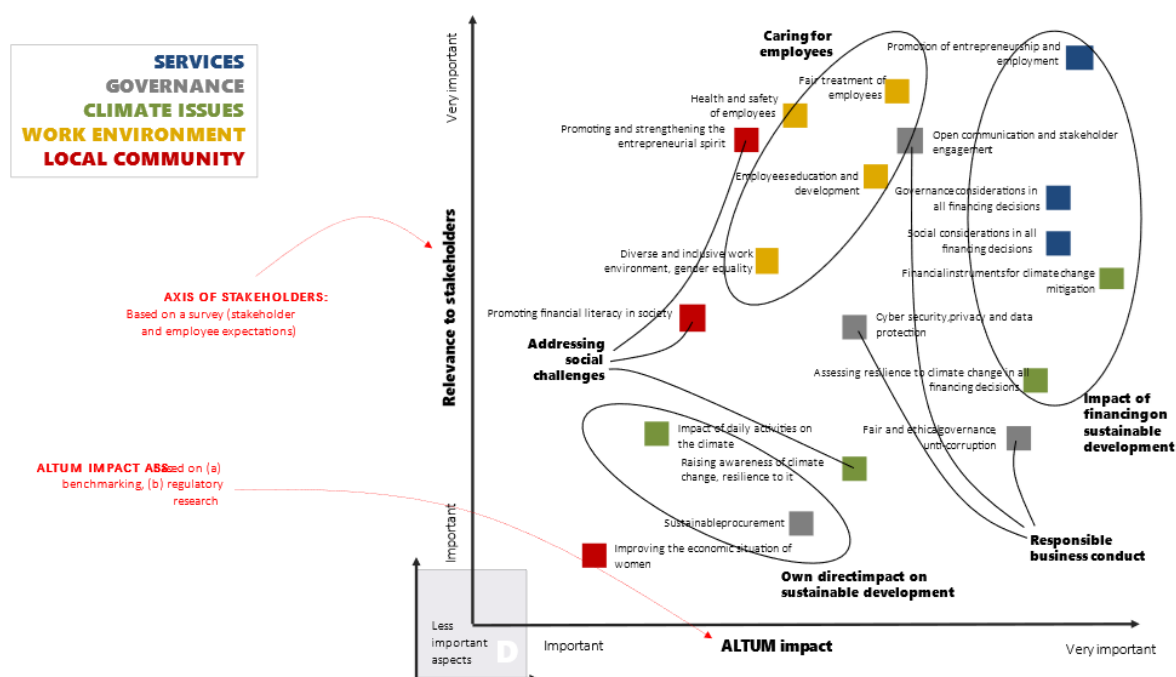 SERVICES
GOVERNANCE
CLIMATE ISSUES
WORK ENVIRONMENT
LOCAL COMMUNITY
AXIS OF STAKEHOLDERS:
Based on a survey (stakeholder
and employee expectations)
ALTUM IMPACT ASS: Based on (a)
benchmarking, (b) regulatory
research
Very important
Relevance to stakeholders
Important
Caring for
employees
Promotion of entrepreneurship and
employment
Fair treatment of
employees
Health and safety
of employees
Promoting and strengthening the
entrepreneurial spirit
Open communication and stakeholder
engagement
Employees education and
development
Governance considerations in
all financing decisions
Social considerations in all
financing decisions
Diverse and inclusive work
environment, gender equality
Financial instruments for climate change
mitigation
Promoting financial literacy in society
Cyber security, privacy and data
protection
Addressing
social
challenges
Assessing resilience to climate change in all
financing decisions
Impact of
financing on
sustainable
development
Impact of daily activities on
the climate
Fair and ethical governance,
unti-corruption
Raising awareness of climate
change, resilience to it
Sustainable procurement
Responsible
business conduct
Improving the economic situation of
women
Own direct impact on
sustainable development
Less
important
aspects
D
Important
ALTUM impact
Very important